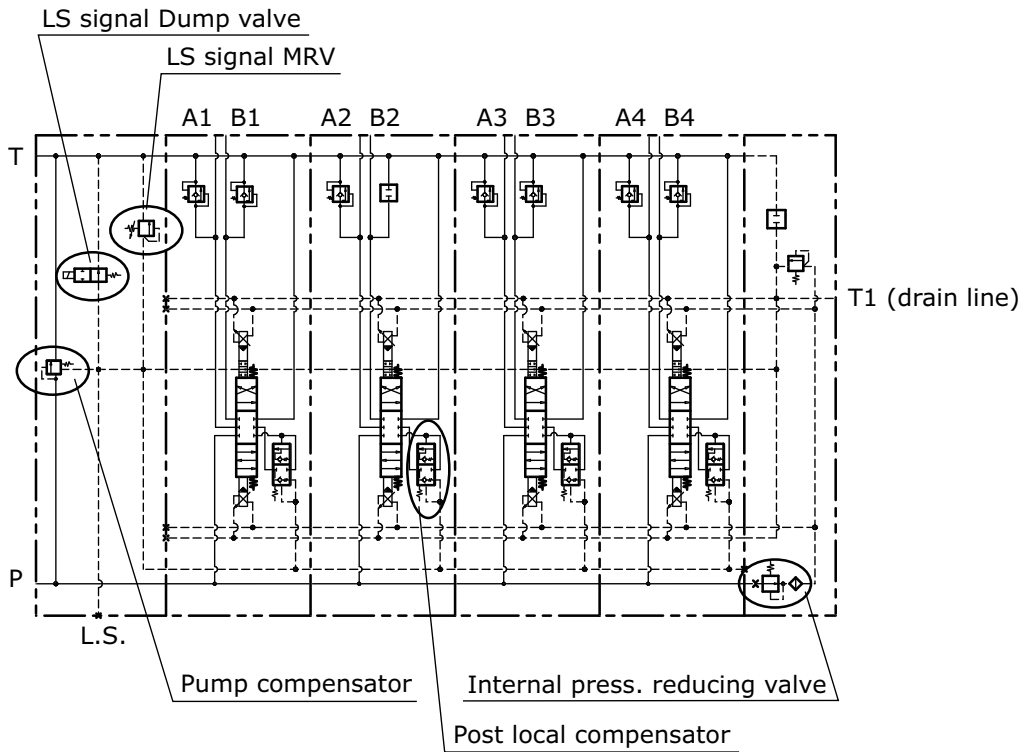 LS signal Dump valve
LS signal MRV
A1 B1 A2 B2 A3 B3 A4 B4
T
T1 (drain line)
P
L.S.
Pump compensator
Internal press. reducing valve
Post local compensator